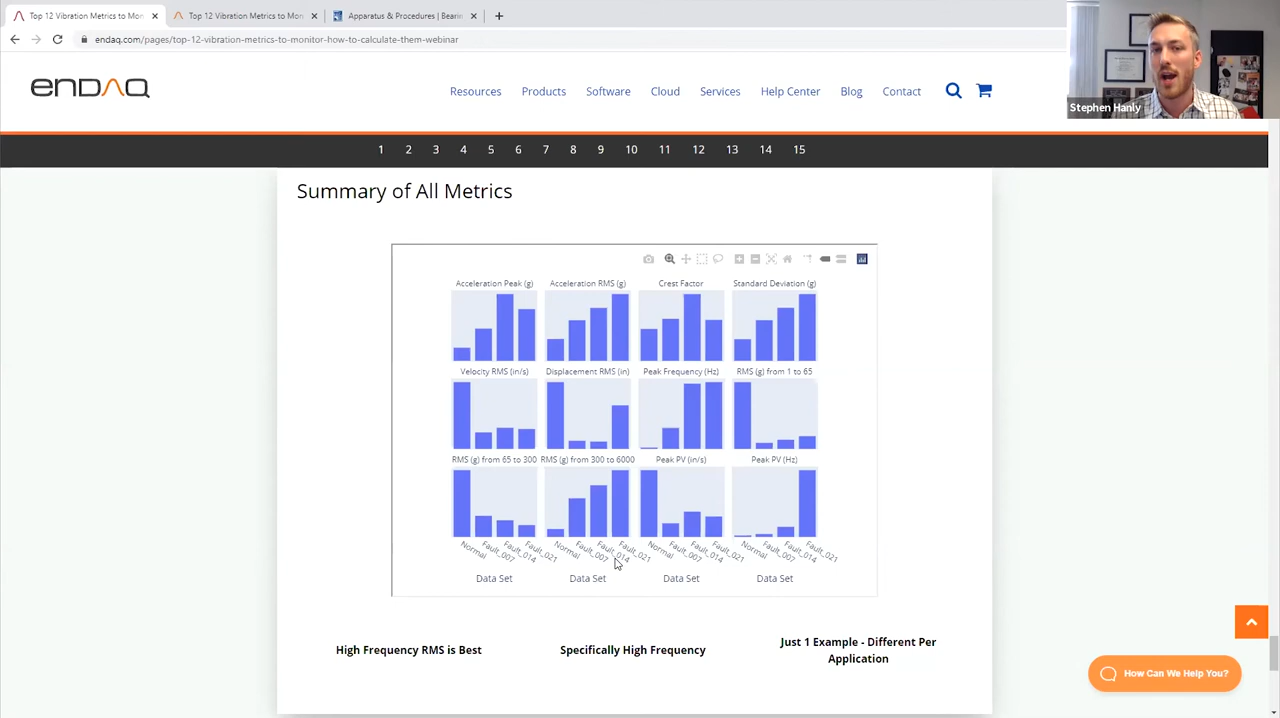 Top 12 Vibration Metrics to Mon
Top 12 Vibration Metrics to Mon
Apparatus & Procedures | Bearin
endaq.com/pages/top-12-vibration-metrics-to-monitor-how-to-calculate-them-webinar
enDAQ
Resources Products Software Cloud Services Help Center Blog Contact
Stephen Hanly
1 2 3 4 5 6 7 8 9 10 11 12 13 14 15
Summary of All Metrics
Acceleration Peak (g) Acceleration RMS (g) Crest Factor Standard Deviation (g)
Velocity RMS (in/s) Displacement RMS (in) Peak Frequency (Hz) RMS (g) from 1 to 65
RMS (g) from 65 to 300 RMS (g) from 300 to 6000 Peak PV (in/s) Peak PV (Hz)
Normal Fault_007 Fault_014 Fault_021 Normal Fault_007 Fault_014 Fault_021 Normal Fault_007 Fault_014 Fault_021 Normal Fault_007 Fault_014 Fault_021
Data Set Data Set Data Set Data Set
High Frequency RMS is Best
Specifically High Frequency
Just 1 Example - Different Per
Application
How Can We Help You?